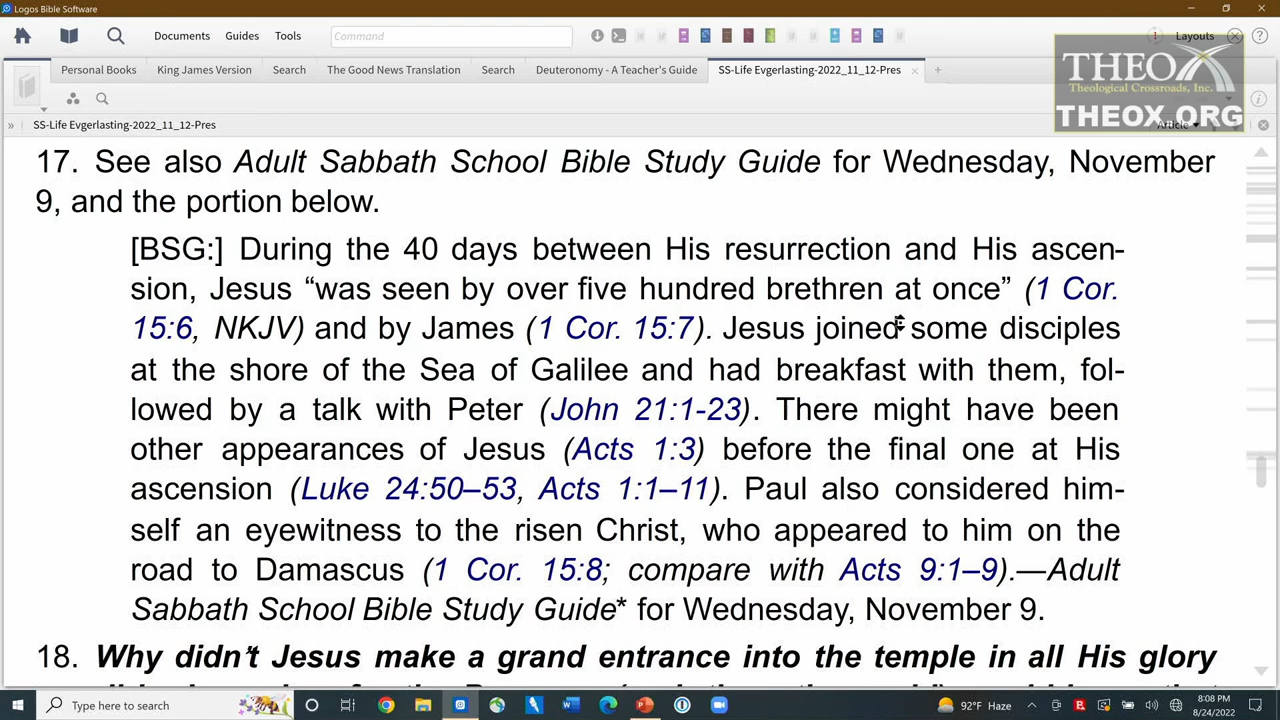 Logos Bible Software
Documents Guides Tools Command Layouts
THEOX
Theological Crossroads, Inc.
THEOX.ORG
Personal Books King James Version Search The Good News Translation Search Deuteronomy - A Teacher's Guide SS-Life Evgerlasting-2022_11_12-Pres
SS-Life Evgerlasting-2022_11_12-Pres Article
17. See also Adult Sabbath School Bible Study Guide for Wednesday, November
9, and the portion below.
[BSG:] During the 40 days between His resurrection and His ascen-
sion, Jesus “was seen by over five hundred brethren at once” (1 Cor.
15:6, NKJV) and by James (1 Cor. 15:7). Jesus joined some disciples
at the shore of the Sea of Galilee and had breakfast with them, fol-
lowed by a talk with Peter (John 21:1-23). There might have been
other appearances of Jesus (Acts 1:3) before the final one at His
ascension (Luke 24:50–53, Acts 1:1–11). Paul also considered him-
self an eyewitness to the risen Christ, who appeared to him on the
road to Damascus (1 Cor. 15:8; compare with Acts 9:1–9).—Adult
Sabbath School Bible Study Guide* for Wednesday, November 9.
18. Why didn’t Jesus make a grand entrance into the temple in all His glory
Type here to search
92°F Haze
8:08 PM
8/24/2022